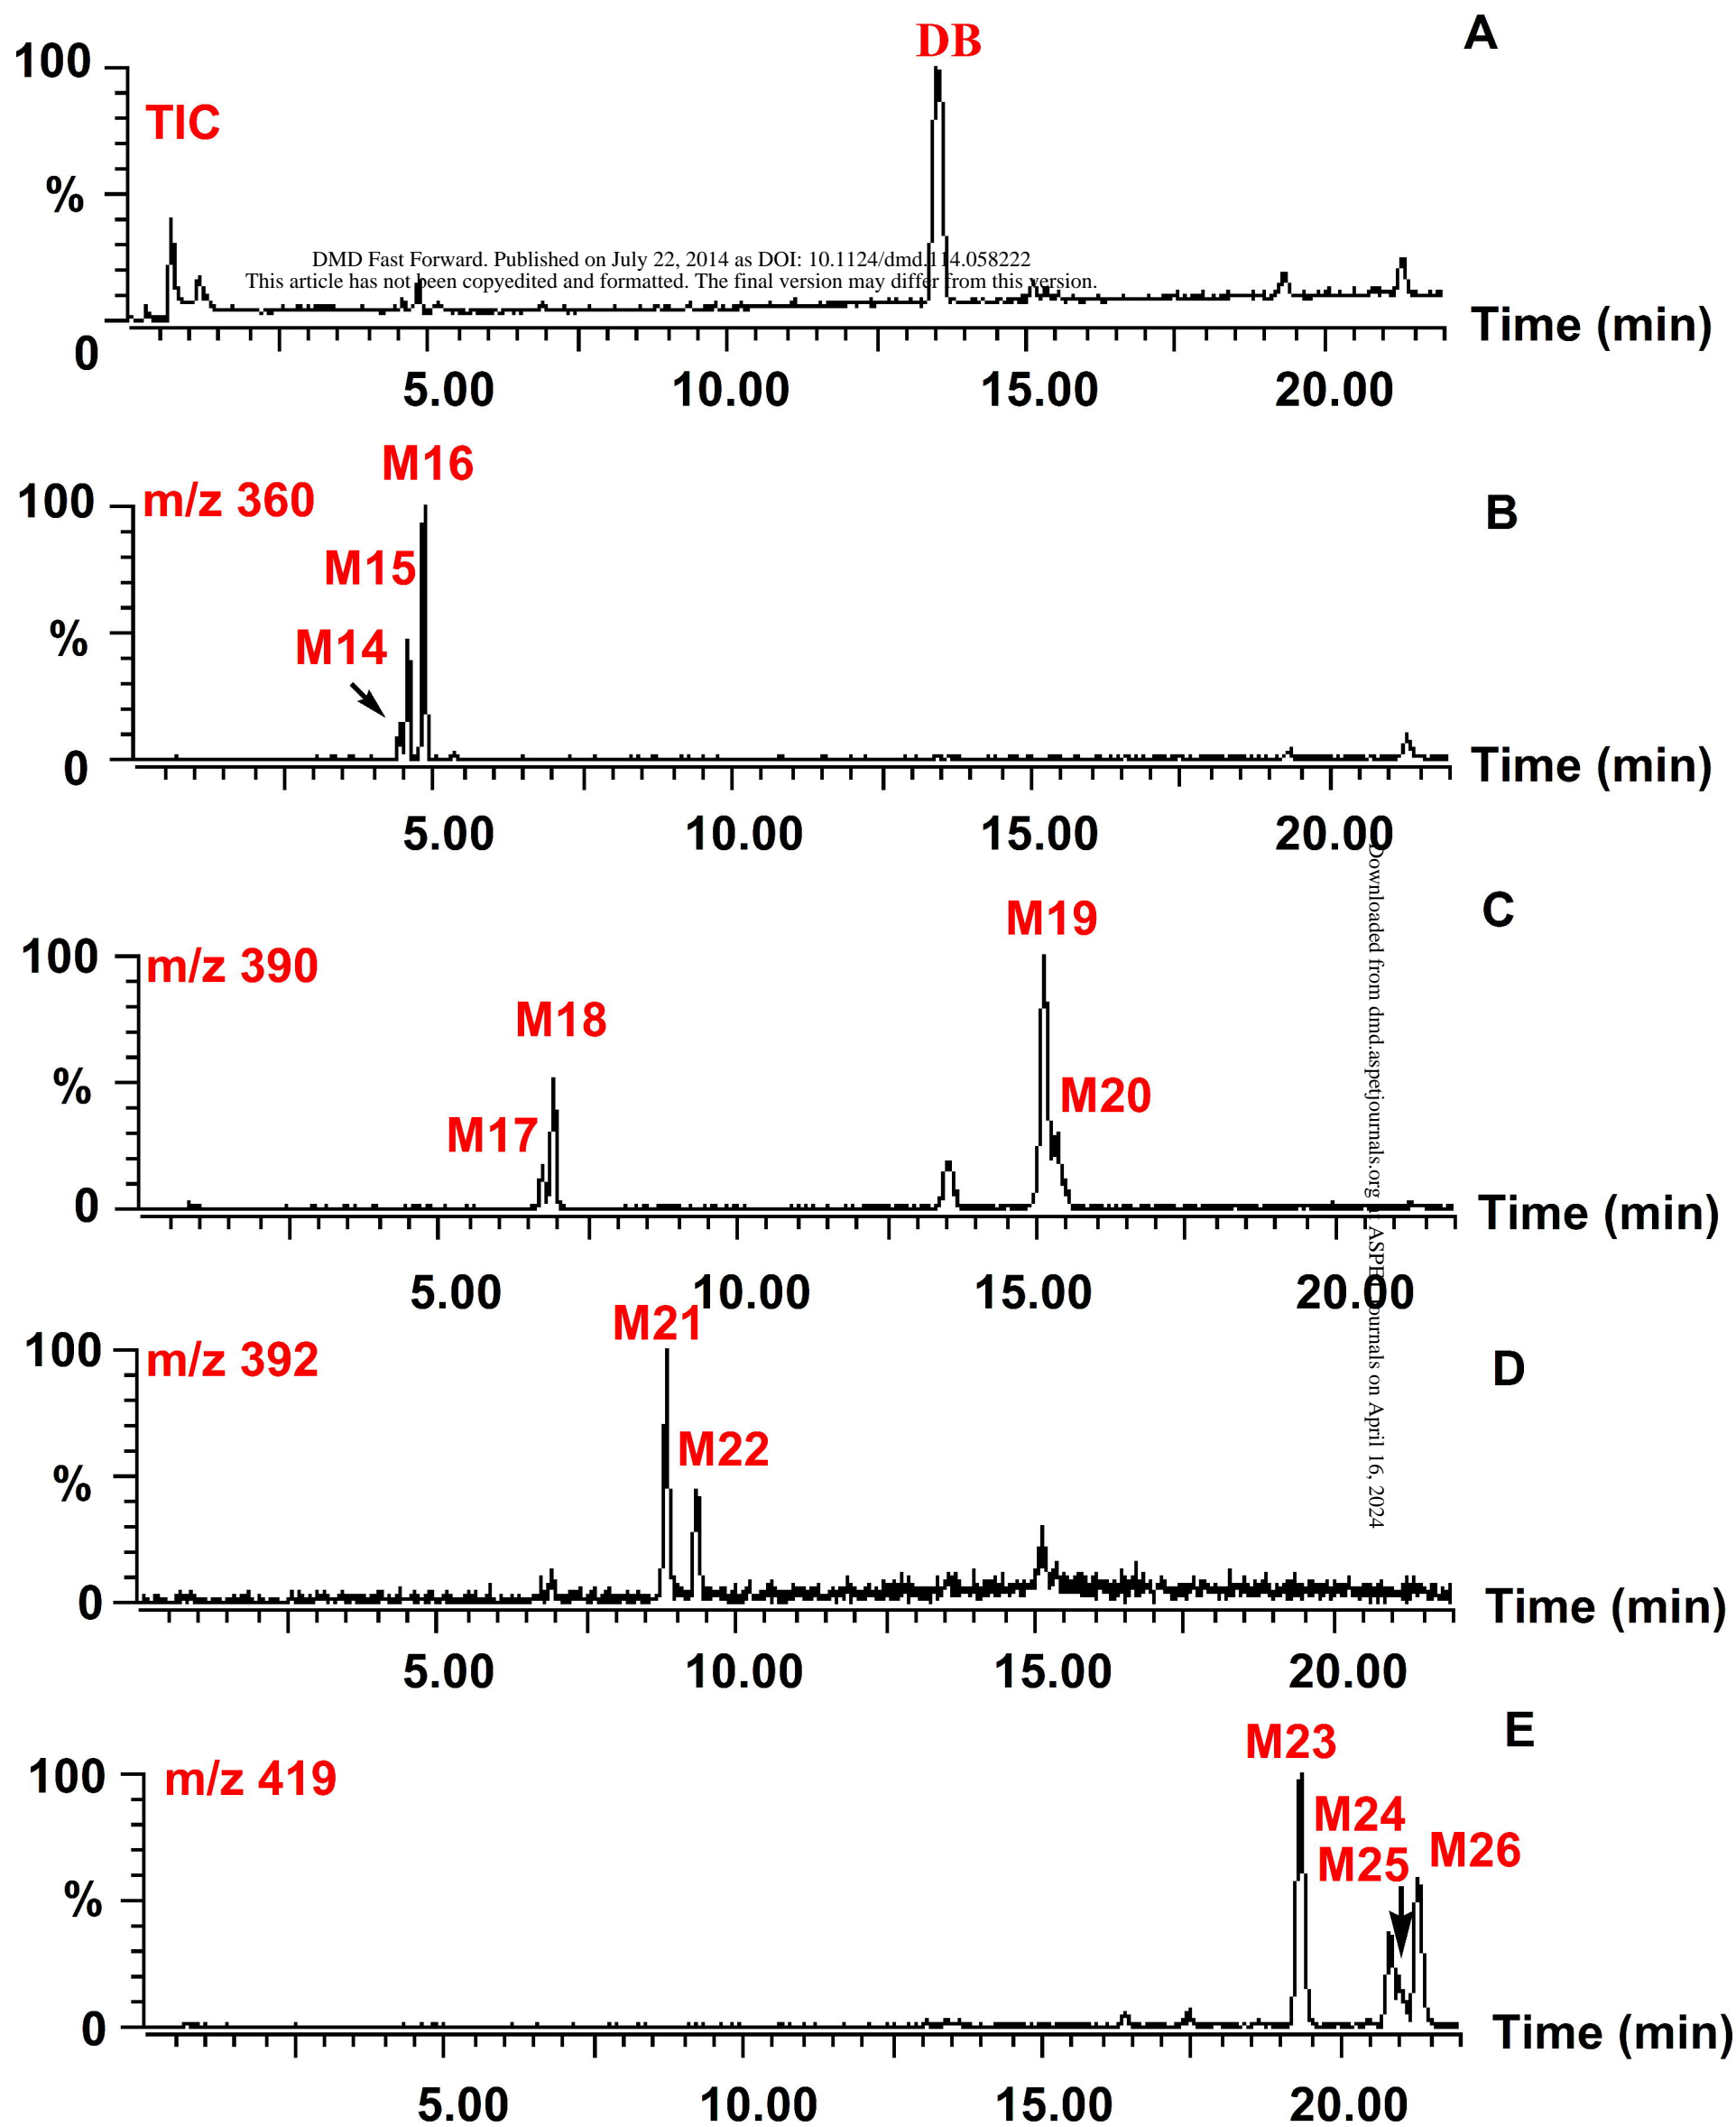 DB
A
100
TIC
%
DMD Fast Forward. Published on July 22, 2014 as DOI: 10.1124/dmd.114.058222
This article has not been copyedited and formatted. The final version may differ from this version.
0
Time (min)
5.00 10.00 15.00 20.00
M16
100
m/z 360
B
M15
%
M14
0
Time (min)
5.00 10.00 15.00 20.00
Downloaded from dmd.aspetjournals.org at ASPET Journals on April 16, 2024
M19
C
100
m/z 390
M18
%
M20
M17
0
Time (min)
5.00 10.00 15.00 20.00
M21
100
m/z 392
D
M22
%
0
Time (min)
5.00 10.00 15.00 20.00
M23
E
100
m/z 419
M24
M25
M26
%
0
Time (min)
5.00 10.00 15.00 20.00